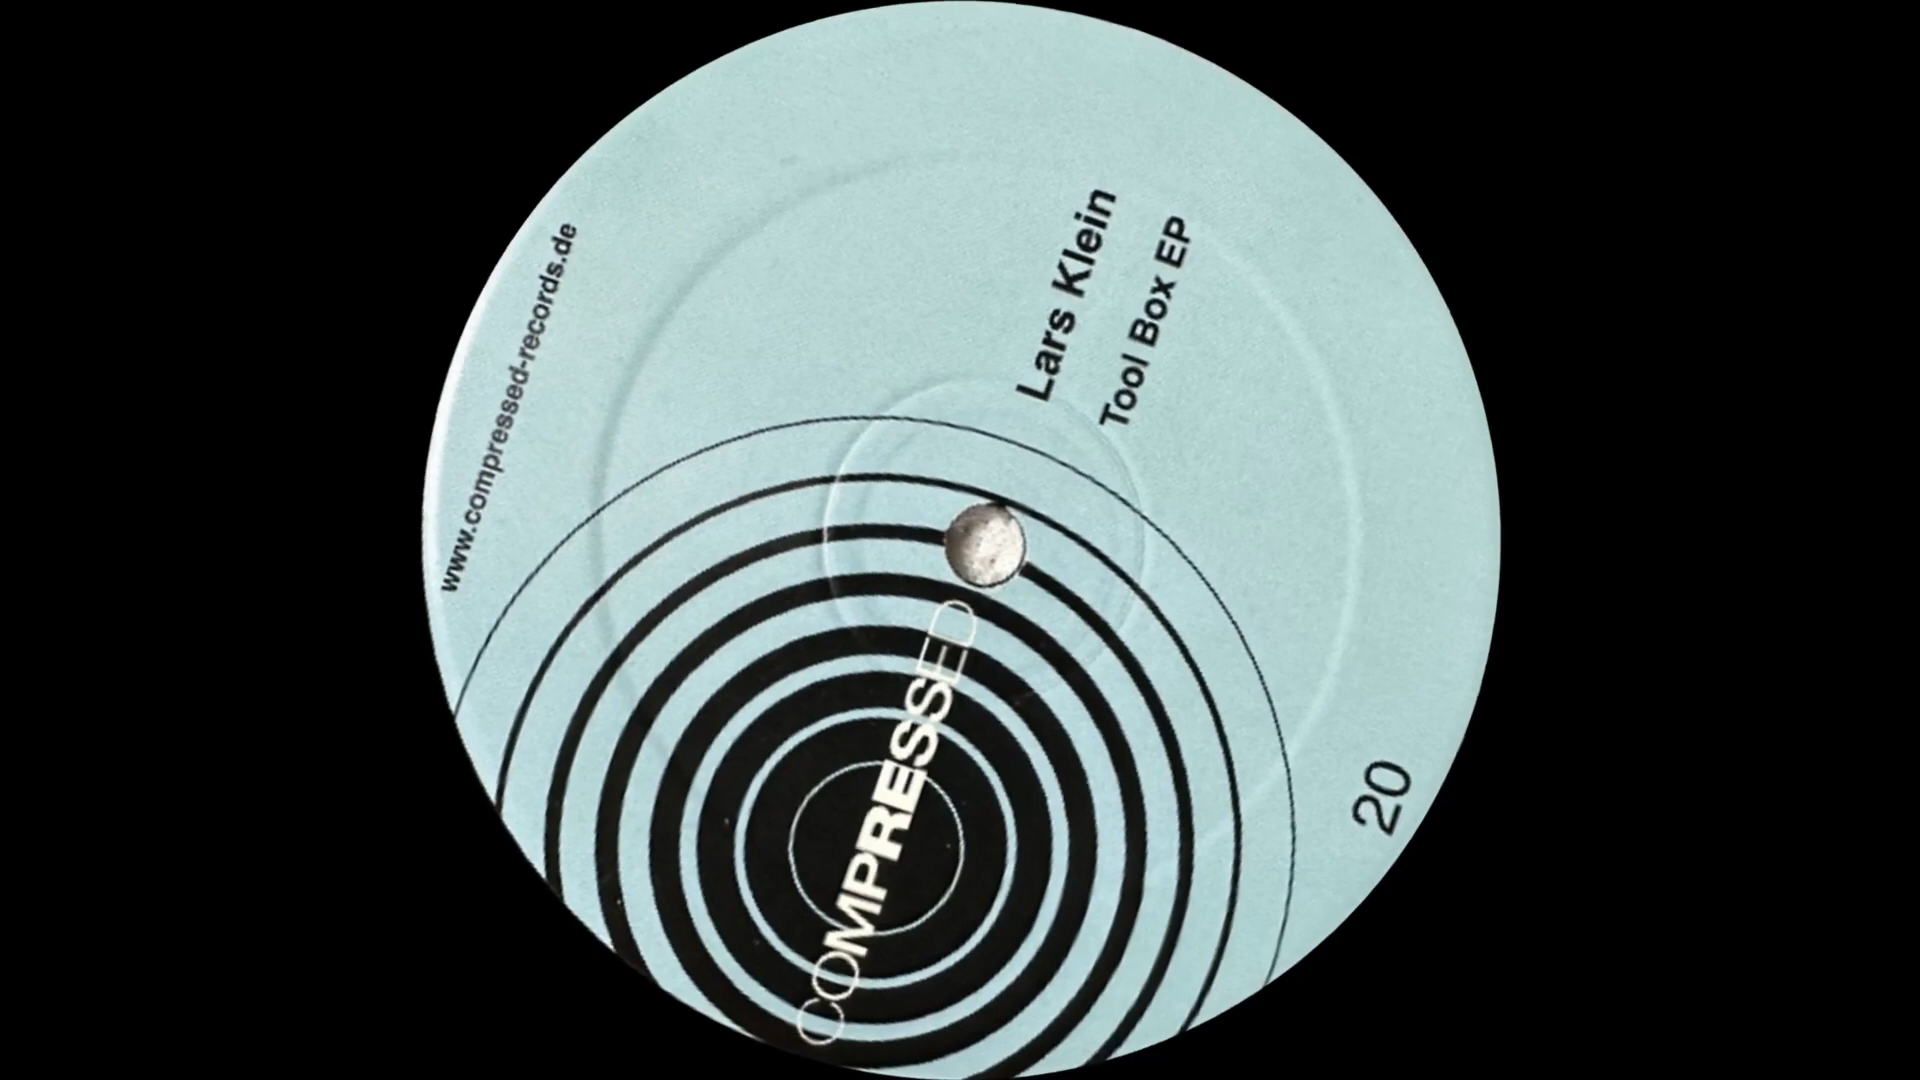 www.compressed-records.de
Lars Klein
Tool Box EP
COMPRESSED
20